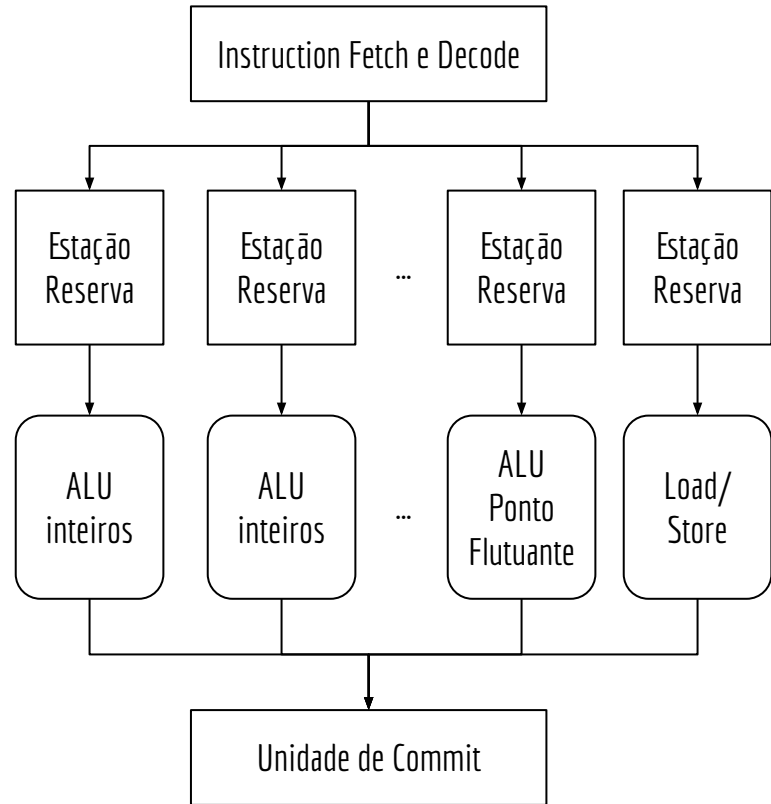 Instruction Fetch e Decode
Estação
Reserva
Estação
Reserva
...
Estação
Reserva
Estação
Reserva
ALU
inteiros
ALU
inteiros
...
ALU
Ponto
Flutuante
Load/
Store
Unidade de Commit